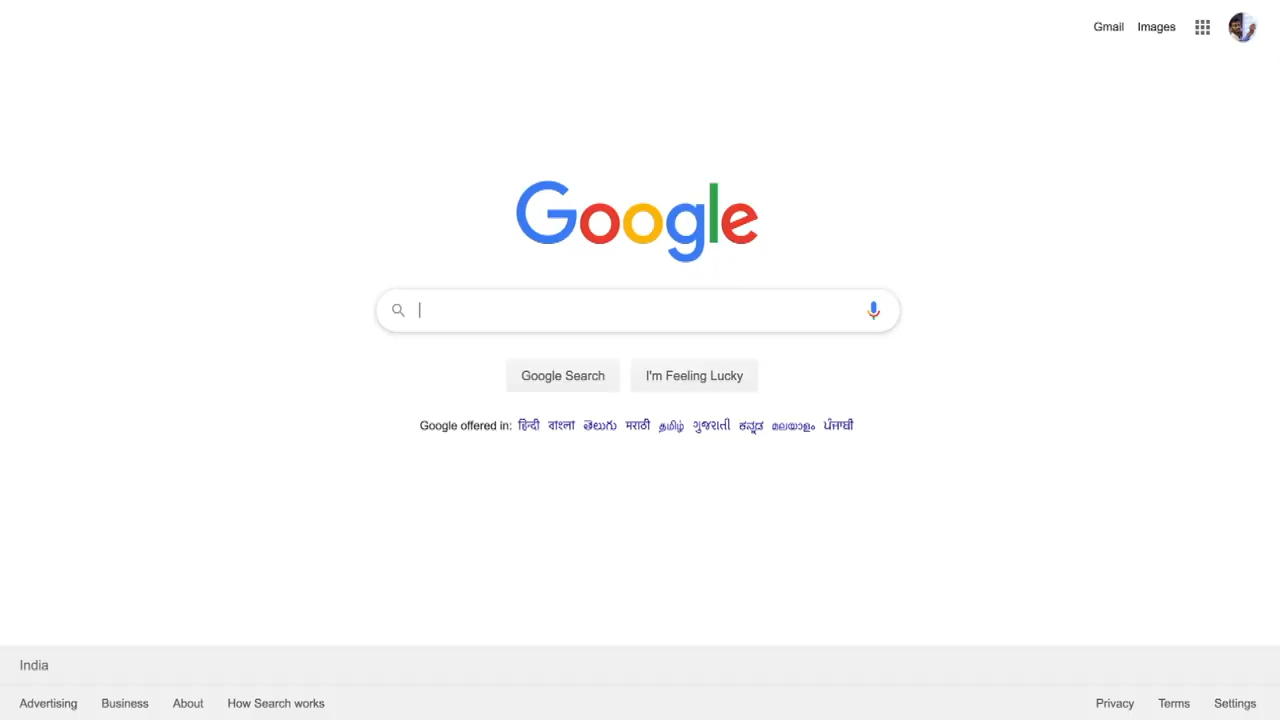 Gmail Images
Google
Google Search I'm Feeling Lucky
Google offered in: हिन्दी বাংলা తెలుగు मराठी தமிழ் ગુજરાતી ಕನ್ನಡ മലയാളം ਪੰਜਾਬੀ
India
Advertising Business About How Search works Privacy Terms Settings